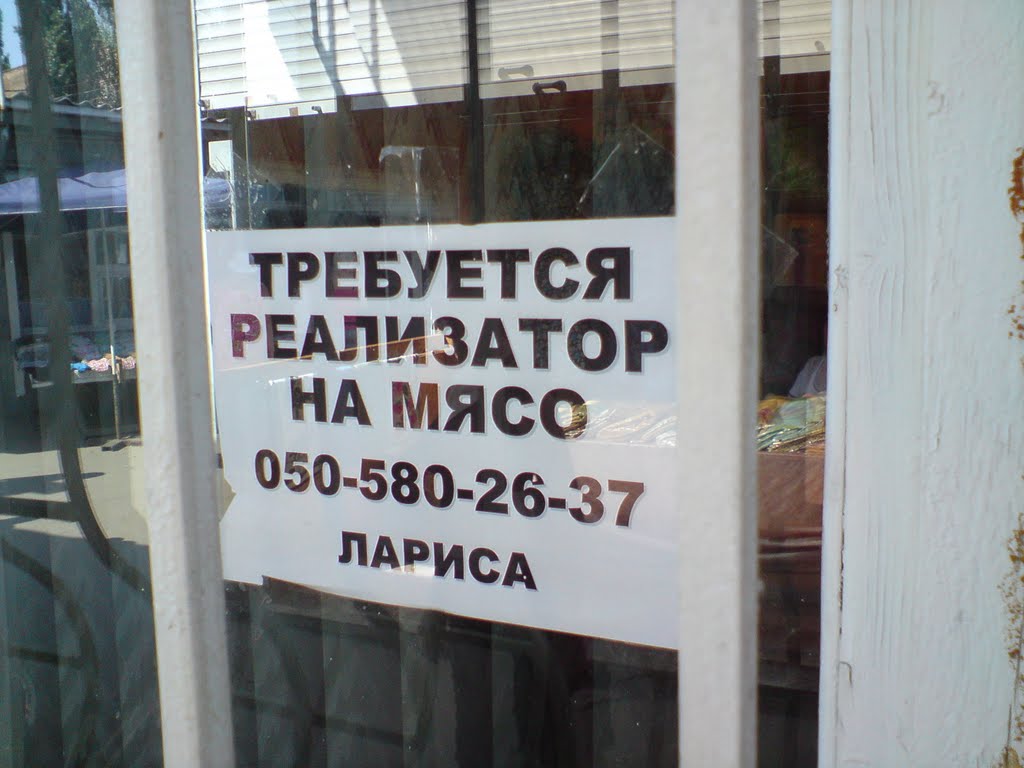 ТРЕБУЕТСЯ
РЕАЛИЗАТОР
НА МЯСО
050-580-26-37
ЛАРИСА